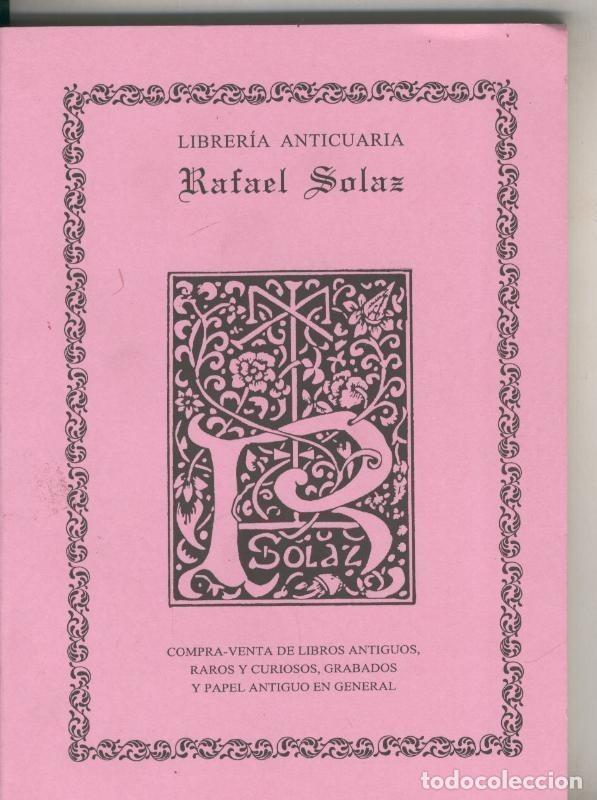 LIBRERÍA ANTICUARIA
Rafael Solaz
R
SOLAZ
COMPRA-VENTA DE LIBROS ANTIGUOS,
RAROS Y CURIOSOS, GRABADOS
Y PAPEL ANTIGUO EN GENERAL
todocoleccion